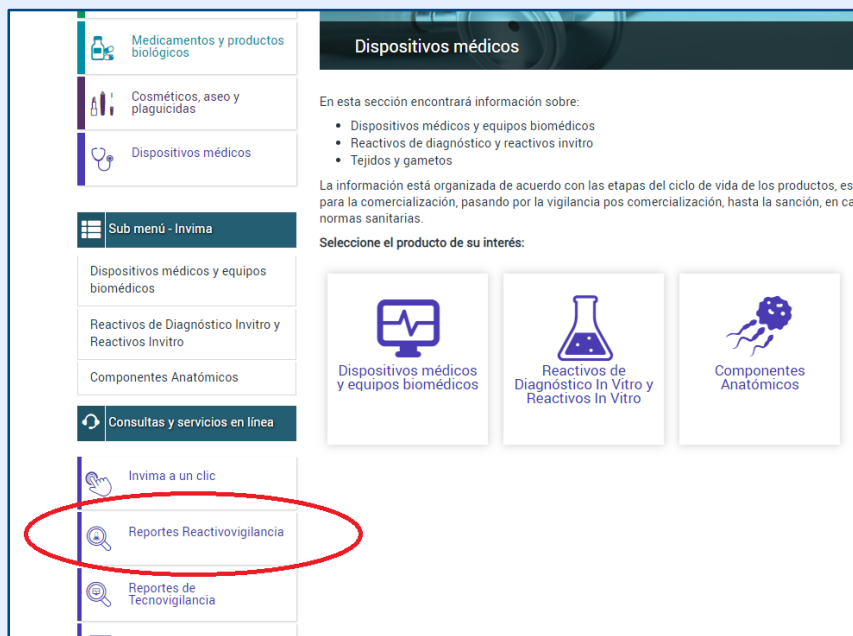 Medicamentos y productos
biológicos
Cosméticos, aseo y
plaguicidas
Dispositivos médicos
Sub menú - Invima
Dispositivos médicos y equipos
biomédicos
Reactivos de Diagnóstico Invitro y
Reactivos Invitro
Componentes Anatómicos
Consultas y servicios en línea
Invima a un clic
Reportes Reactivovigilancia
Reportes de
Tecnovigilancia
Dispositivos médicos
En esta sección encontrará información sobre:
Dispositivos médicos y equipos biomédicos
Reactivos de diagnóstico y reactivos invitro
Tejidos y gametos
La información está organizada de acuerdo con las etapas del ciclo de vida de los productos, es
para la comercialización, pasando por la vigilancia pos comercialización, hasta la sanción, en ca
normas sanitarias.
Seleccione el producto de su interés:
Dispositivos médicos
y equipos biomédicos
Reactivos de
Diagnóstico In Vitro y
Reactivos In Vitro
Componentes
Anatómicos